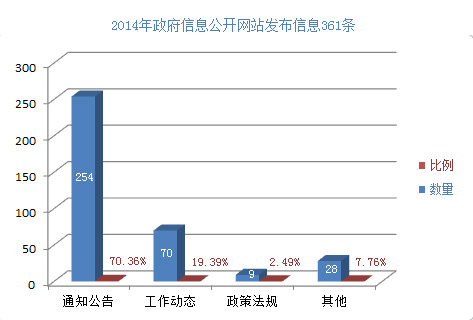 2014年政府信息公开网站发布信息361条
300
250
200
150
100
50
0
254
70.36%
70
19.39%
9
2.49%
28
7.76%
通知公告
工作动态
政策法规
其他
比例
数量